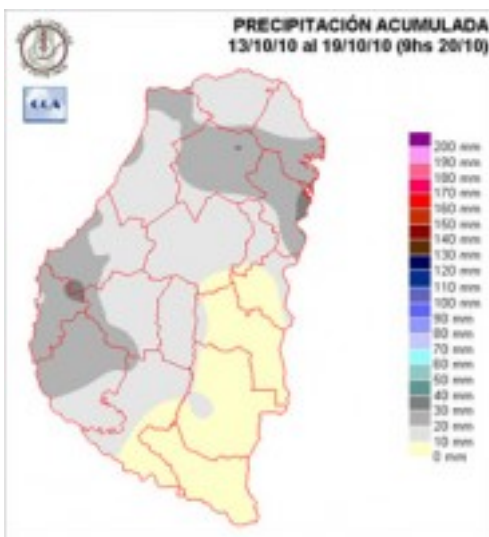 PRECIPITACIÓN ACUMULADA
13/10/10 al 19/10/10 (9hs 20/10)
CCA
200 mm
190 mm
180 mm
170 mm
160 mm
150 mm
140 mm
130 mm
120 mm
110 mm
100 mm
90 mm
80 mm
70 mm
60 mm
50 mm
40 mm
30 mm
20 mm
10 mm
0 mm